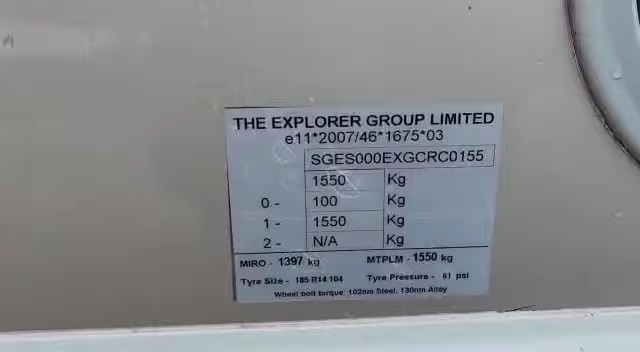 THE EXPLORER GROUP LIMITED
e11*2007/46*1675*03
SGES000EXGCRC0155
1550 Kg
0 - 100 Kg
1 - 1550 Kg
2 - N/A Kg
MIRO - 1397 kg MTPLM - 1550 kg
Tyre Size - 185 R14 104 Tyre Pressure - 61 psi
Wheel bolt torque: 102nm Steel, 130nm Alloy